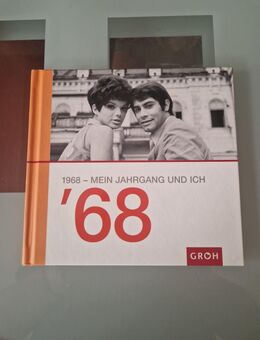 1968 – MEIN JAHRGANG UND ICH
'68
GROH